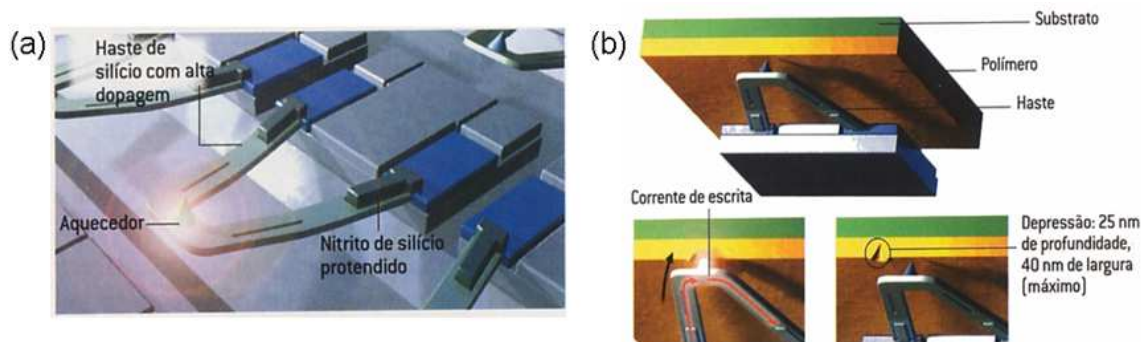 (a)
Haste de
silício com alta
dopagem
Aquecedor
Nitrito de silício
protendido
(b)
Substrato
Polímero
Haste
Corrente de escrita
Depressão: 25 nm
de profundidade,
40 nm de largura
(máximo)